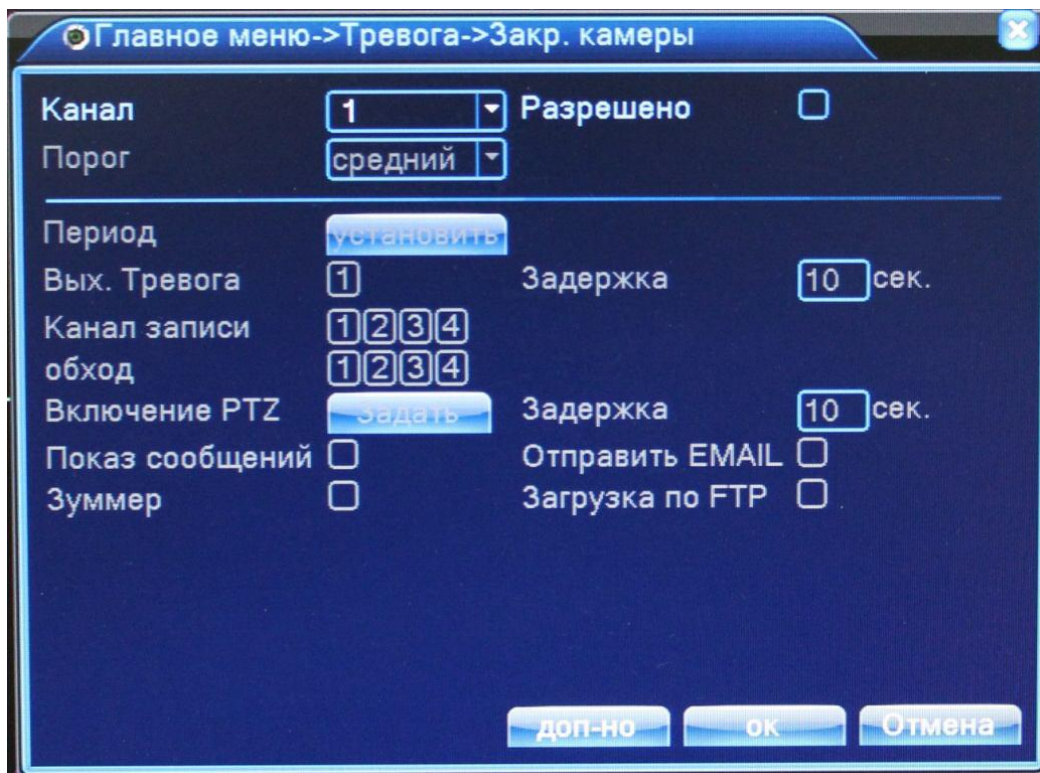 Главное меню->Тревога->Закр. камеры
Канал 1 Разрешено
Порог средний
Период установить
Вых. Тревога 1 Задержка 10 сек.
Канал записи 1 2 3 4
обход 1 2 3 4
Включение PTZ Задать Задержка 10 сек.
Показ сообщений Отправить EMAIL
Зуммер Загрузка по FTP
доп-но ок Отмена